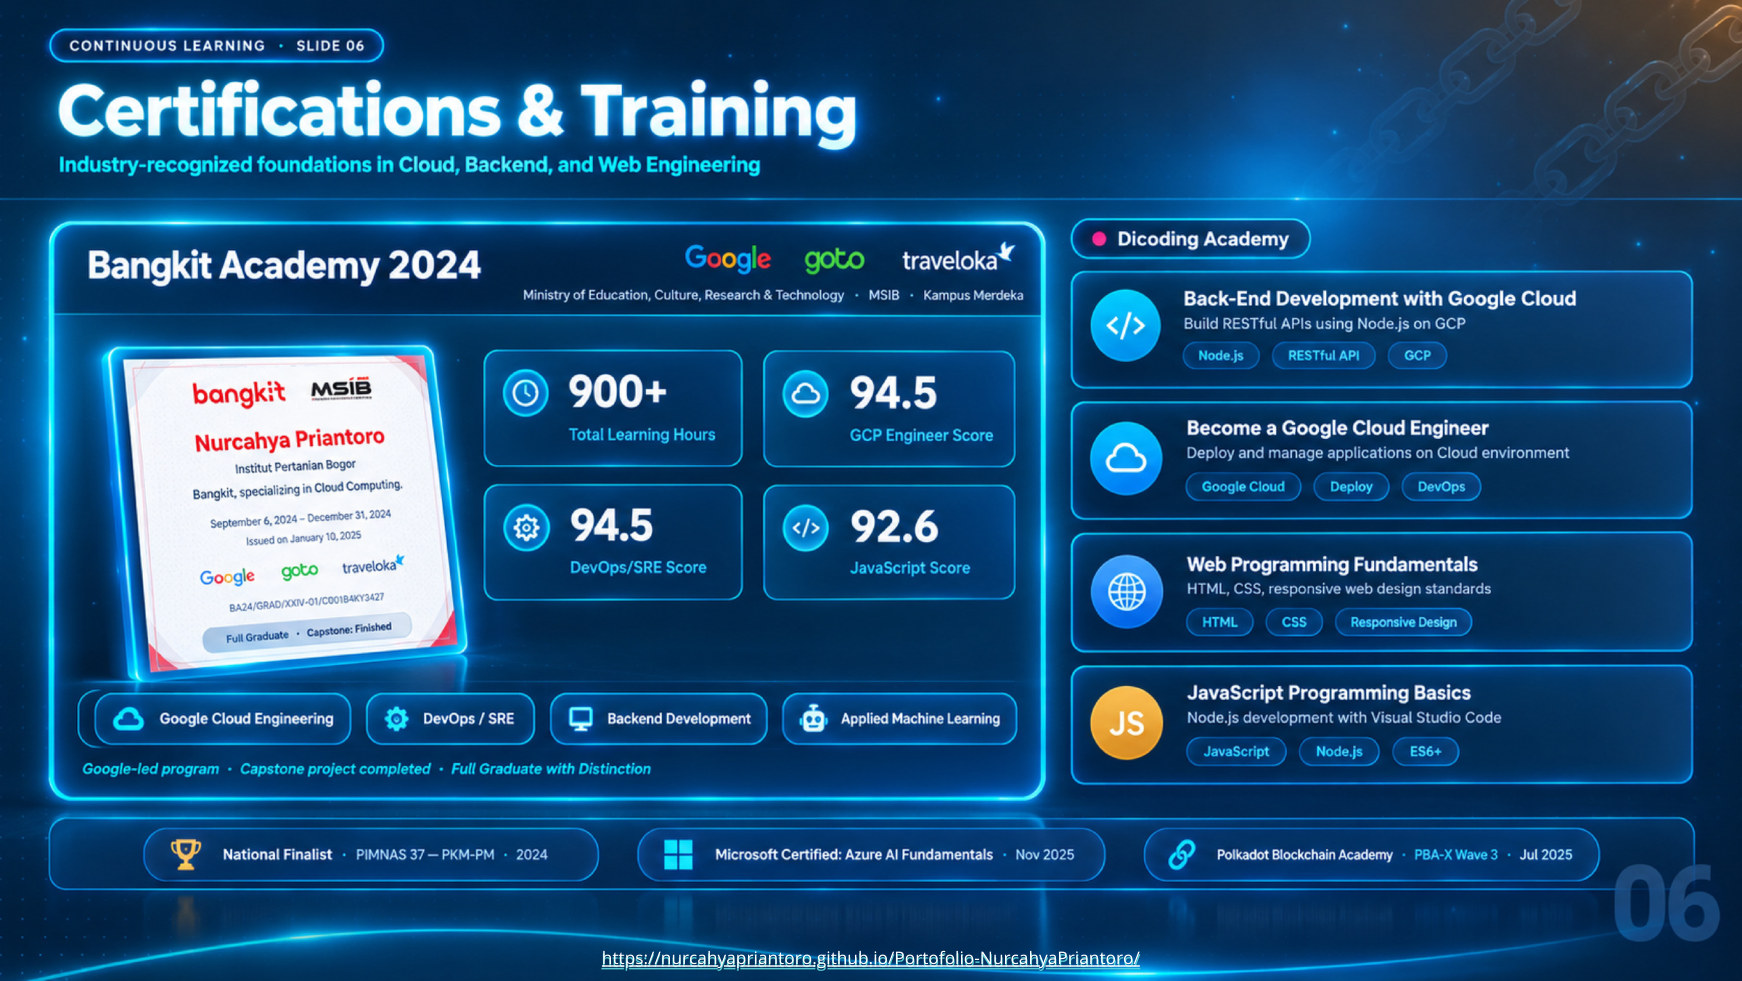 CONTINUOUS LEARNING · SLIDE 06
Certifications & Training
Industry-recognized foundations in Cloud, Backend, and Web Engineering
Bangkit Academy 2024
Google goto traveloka
Ministry of Education, Culture, Research & Technology · MSIB · Kampus Merdeka
bangkit MSIB
Nurcahya Priantoro
Institut Pertanian Bogor
Bangkit, specializing in Cloud Computing.
September 6, 2024 – December 31, 2024
Issued on January 10, 2025
Google goto traveloka
BA24/GRAD/XXIV-01/C001B4KY3427
Full Graduate · Capstone: Finished
900+
Total Learning Hours
94.5
GCP Engineer Score
94.5
DevOps/SRE Score
92.6
JavaScript Score
Google Cloud Engineering
DevOps / SRE
Backend Development
Applied Machine Learning
Google-led program · Capstone project completed · Full Graduate with Distinction
Dicoding Academy
Back-End Development with Google Cloud
Build RESTful APIs using Node.js on GCP
Node.js RESTful API GCP
Become a Google Cloud Engineer
Deploy and manage applications on Cloud environment
Google Cloud Deploy DevOps
Web Programming Fundamentals
HTML, CSS, responsive web design standards
HTML CSS Responsive Design
JS
JavaScript Programming Basics
Node.js development with Visual Studio Code
JavaScript Node.js ES6+
National Finalist · PIMNAS 37 — PKM-PM · 2024
Microsoft Certified: Azure AI Fundamentals · Nov 2025
Polkadot Blockchain Academy · PBA-X Wave 3 · Jul 2025
06
https://nurcahyapriantoro.github.io/Portofolio-NurcahyaPriantoro/